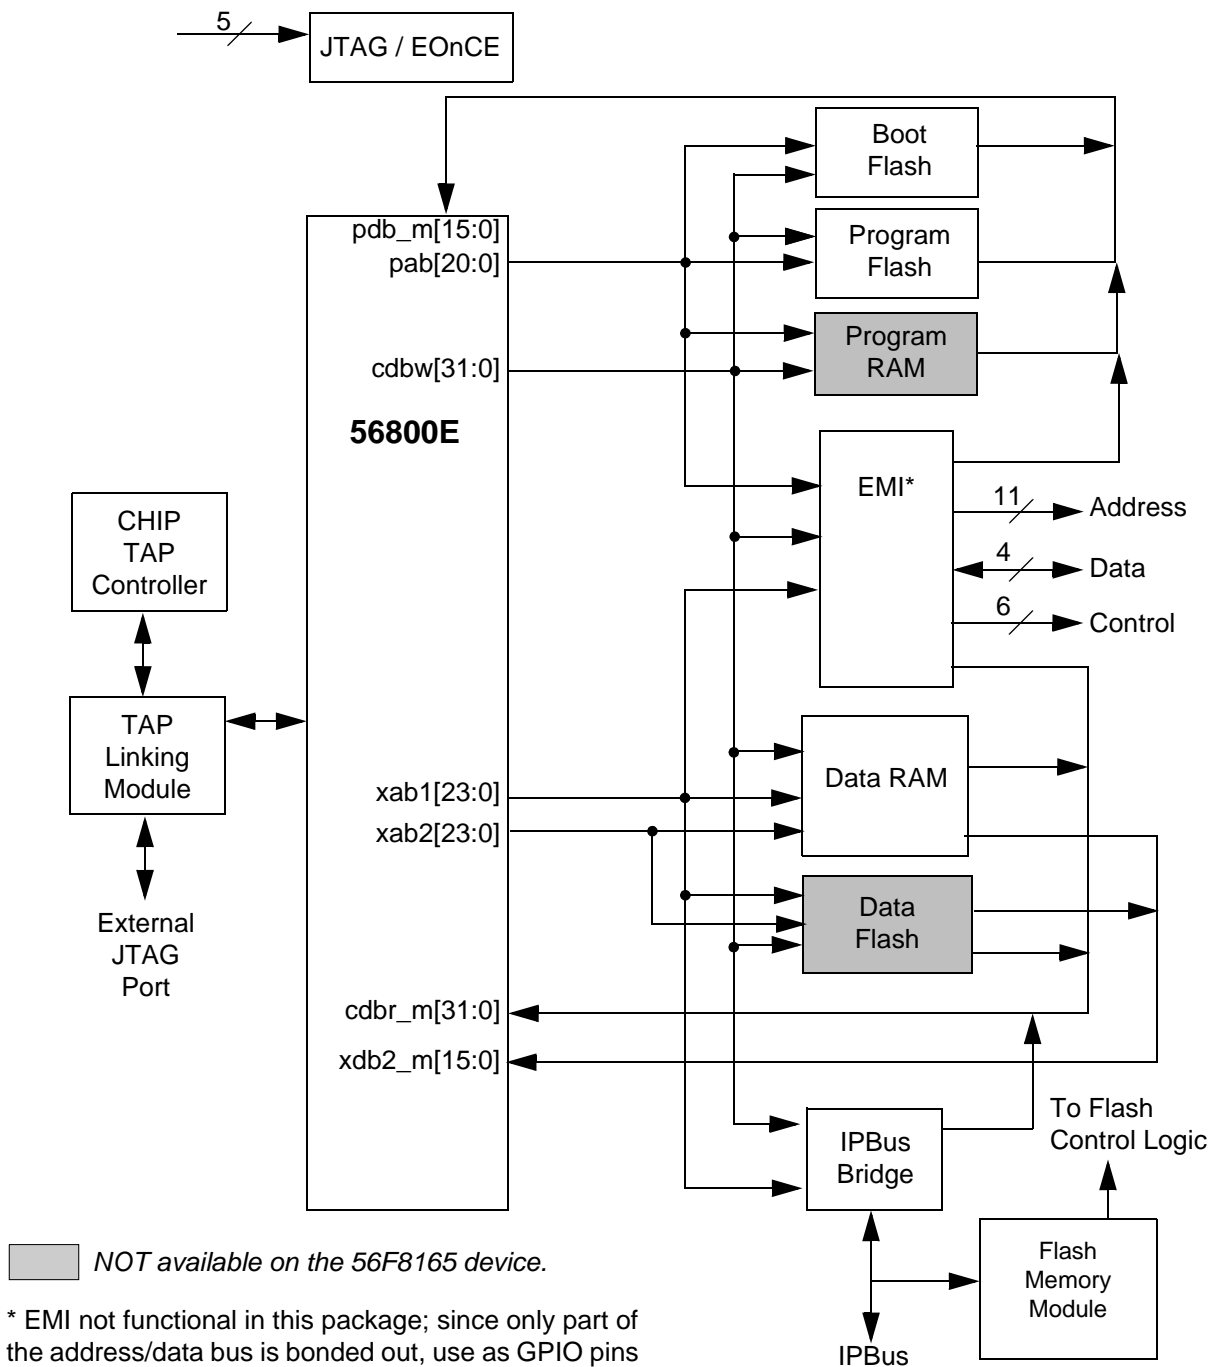 5
JTAG / EOnCE
Boot
Flash
pdb_m[15:0]
pab[20:0]
Program
Flash
cdbw[31:0]
Program
RAM
56800E
EMI*
11
Address
4
Data
6
Control
CHIP
TAP
Controller
TAP
Linking
Module
External
JTAG
Port
xab1[23:0]
xab2[23:0]
Data RAM
Data
Flash
cdbr_m[31:0]
xdb2_m[15:0]
To Flash
Control Logic
IPBus
Bridge
Flash
Memory
Module
IPBus
NOT available on the 56F8165 device.
* EMI not functional in this package; since only part of
the address/data bus is bonded out, use as GPIO pins